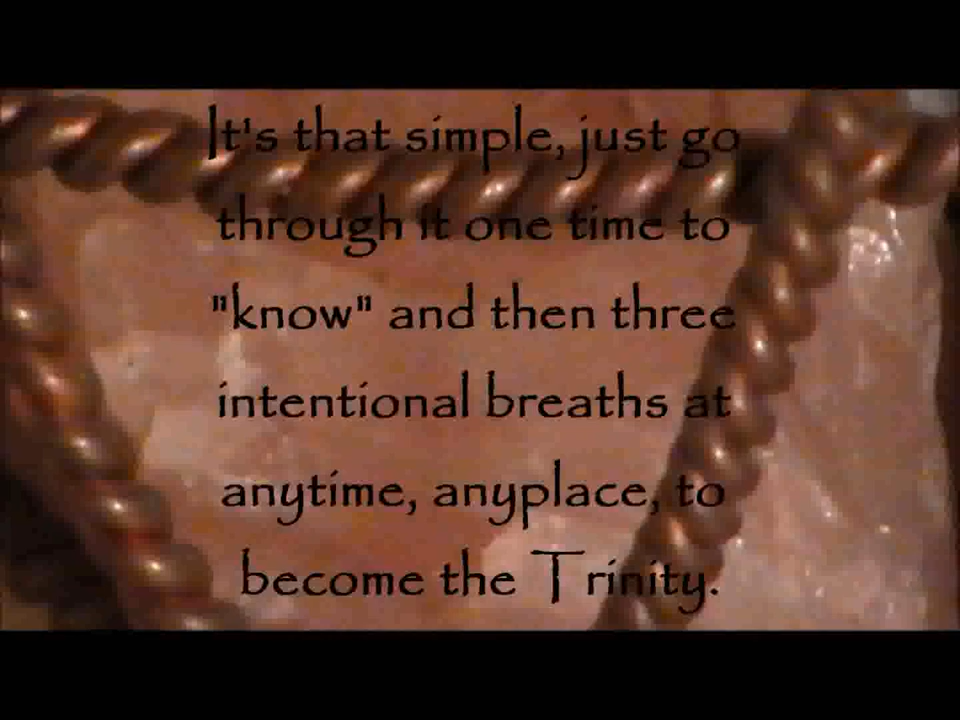 It's that simple, just go
through it one time to
"know" and then three
intentional breaths at
anytime, anyplace, to
become the Trinity.